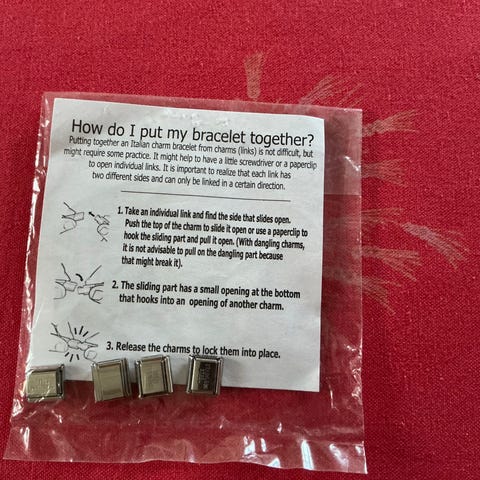 How do I put my bracelet together?
Putting together an Italian charm bracelet from charms (links) is not difficult, but
might require some practice. It might help to have a little screwdriver or a paperclip
to open individual links. It is important to realize that each link has
two different sides and can only be linked in a certain direction.
1. Take an individual link and find the side that slides open.
Push the top of the charm to slide it open or use a paperclip to
hook the sliding part and pull it open. (With dangling charms,
it is not advisable to pull on the dangling part because
that might break it).
2. The sliding part has a small opening at the bottom
that hooks into an opening of another charm.
3. Release the charms to lock them into place.